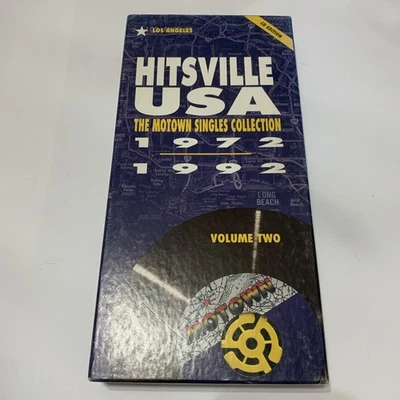 ★ LOS ANGELES
CD EDITION
HITSVILLE
USA
THE MOTOWN SINGLES COLLECTION
1972
1992
LONG
BEACH
VOLUME TWO
MOTOWN